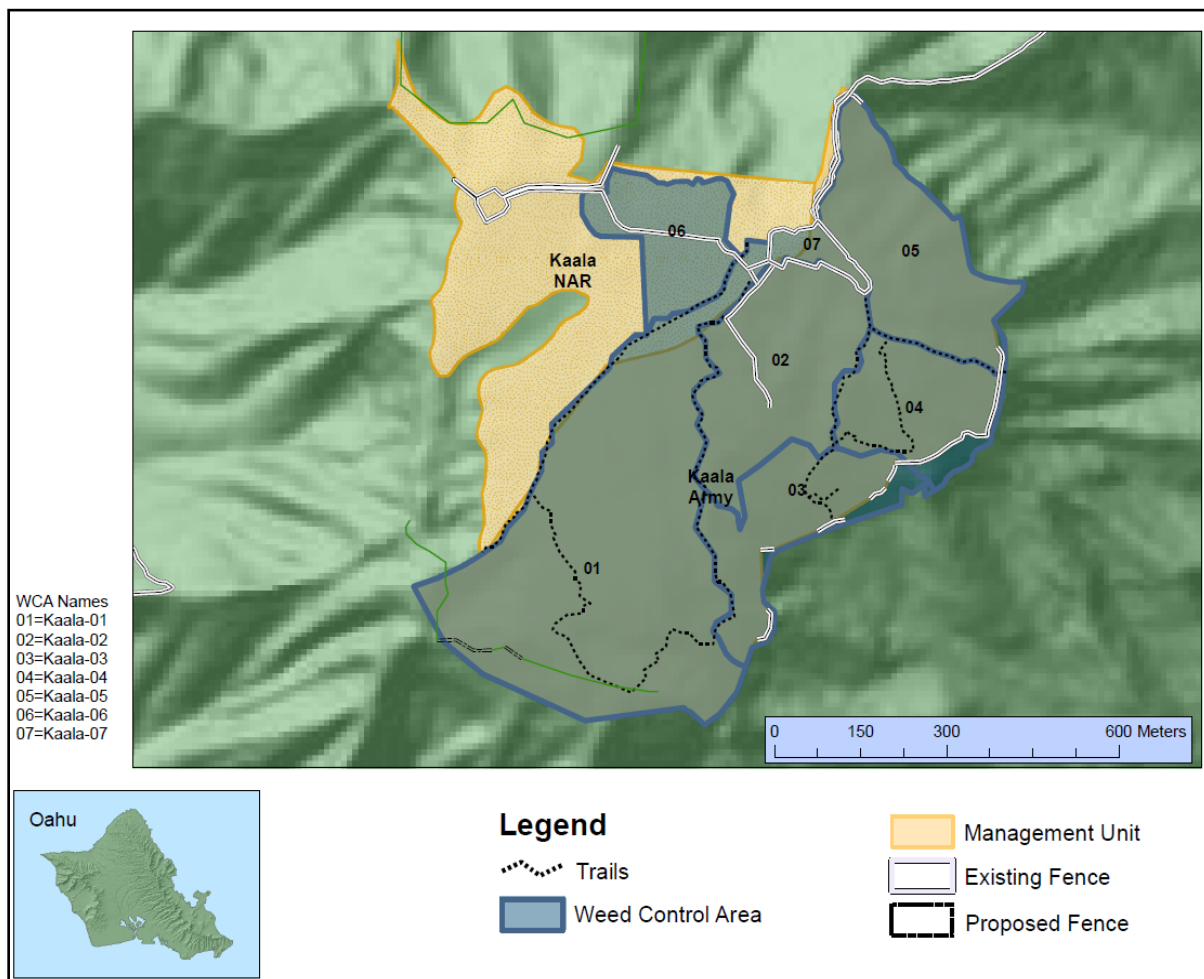 06
07
05
Kaala
NAR
02
04
Kaala
Army
03
01
WCA Names
01=Kaala-01
02=Kaala-02
03=Kaala-03
04=Kaala-04
05=Kaala-05
06=Kaala-06
07=Kaala-07
0 150 300 600 Meters
Oahu
Legend
Trails
Weed Control Area
Management Unit
Existing Fence
Proposed Fence